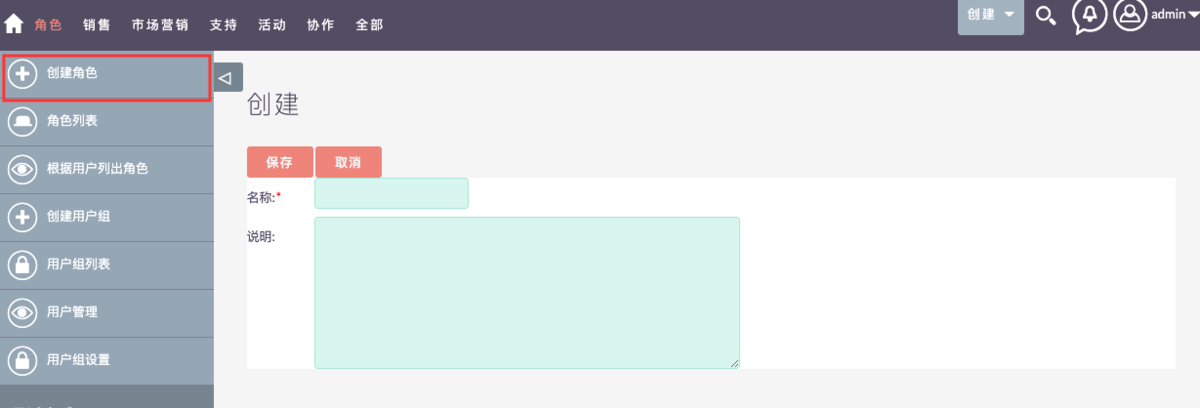 角色 销售 市场营销 支持 活动 协作 全部 创建 admin
创建角色
角色列表
根据用户列出角色
创建用户组
用户组列表
用户管理
用户组设置
创建
保存 取消
名称:*
说明: